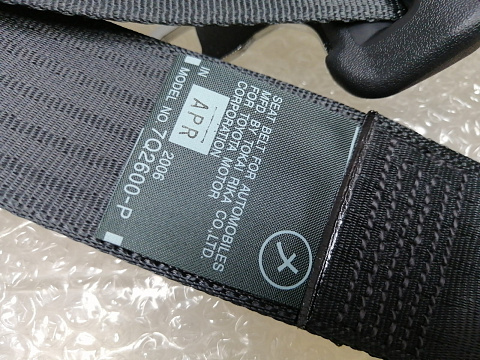 SEAT BELT FOR AUTOMOBILES
MFD BY TOKAI RIKA CO.,LTD.
FOR TOYOTA MOTOR
CORPORATION
APR 2006
IN
MODEL NO 7Q2600-P